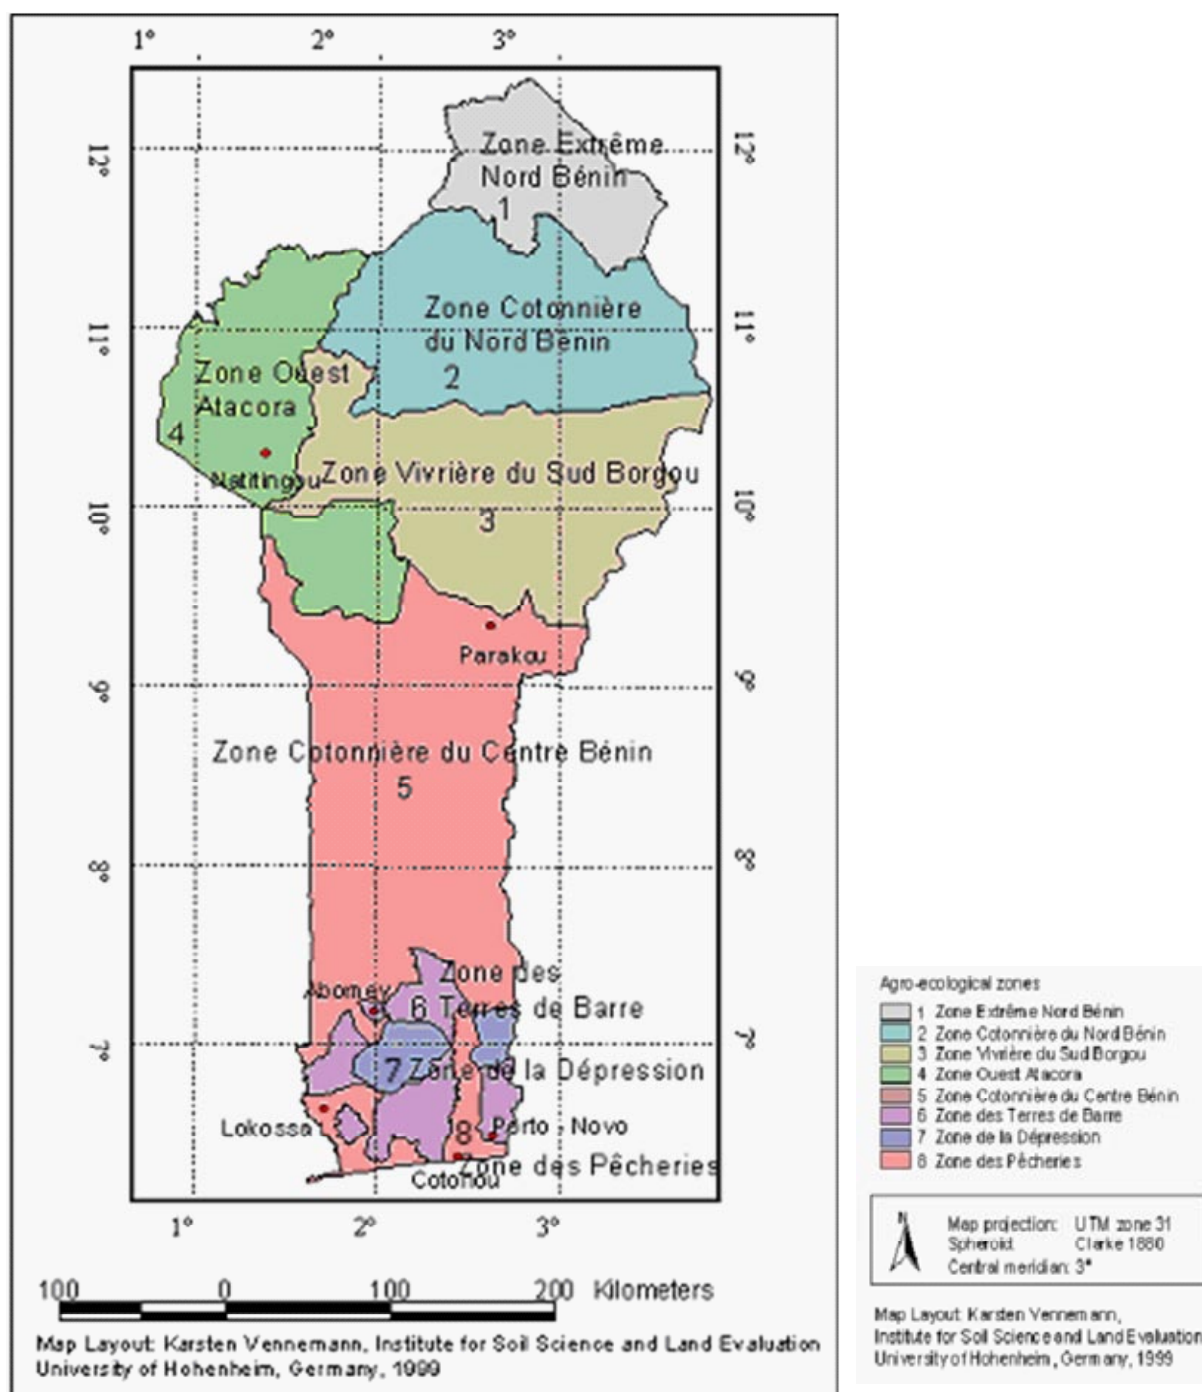 1° 2° 3°
12° 12°
Zone Extrême
Nord Bénin
1
11° 11°
Zone Cotonnière
du Nord Bénin
2
Zone Ouest
Atacora
4
Natitingou
Zone Vivrière du Sud Borgou
3
10° 10°
Parakou
9° 9°
Zone Cotonnière du Centre Bénin
5
8° 8°
Zone des
Abomey
6 Terres de Barre
7° 7°
7 Zone de la Dépression
Lokossa
8 Porto - Novo
Zone des Pêcheries
Cotonou
1° 2° 3°
100 0 100 200 Kilometers
Map Layout: Karsten Vennemann, Institute for Soil Science and Land Evaluation
University of Hohenheim, Germany, 1999
Agro-ecological zones
1 Zone Extrême Nord Bénin
2 Zone Cotonnière du Nord Bénin
3 Zone Vivrière du Sud Borgou
4 Zone Ouest Atacora
5 Zone Cotonnière du Centre Bénin
6 Zone des Terres de Barre
7 Zone de la Dépression
8 Zone des Pêcheries
N
Map projection: UTM zone 31
Spheroid: Clarke 1880
Central meridian: 3°
Map Layout: Karsten Vennemann,
Institute for Soil Science and Land Evaluation
University of Hohenheim, Germany, 1999